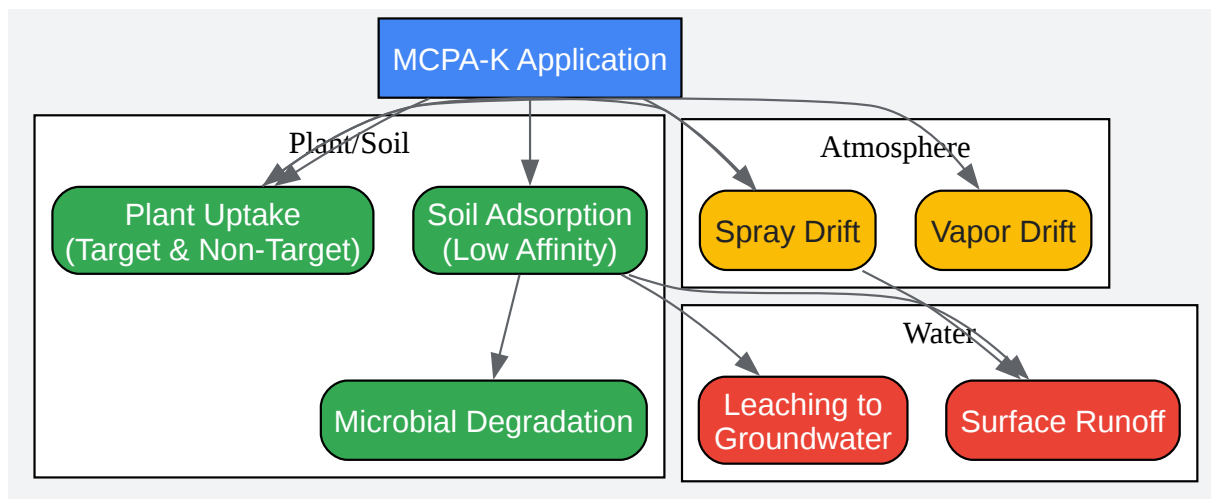 MCPA-K Application
Plant/Soil
Atmosphere
Plant Uptake
(Target & Non-Target)
Soil Adsorption
(Low Affinity)
Spray Drift
Vapor Drift
Water
Microbial Degradation
Leaching to
Groundwater
Surface Runoff